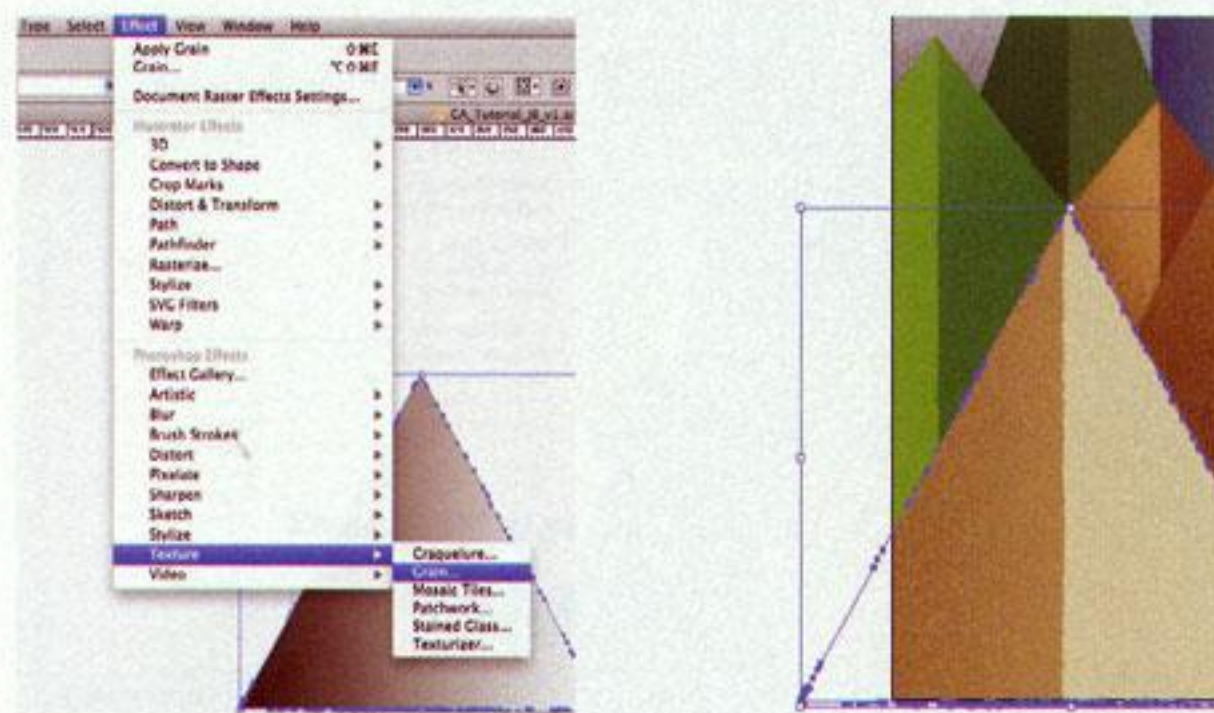 Type Select Effect View Window Help
Apply Grain ⇧⌘E
Grain... ⌥⇧⌘E
Document Raster Effects Settings...
CA_Tutorial_
Illustrator Effects
3D
Convert to Shape
Crop Marks
Distort & Transform
Path
Pathfinder
Rasterize...
Stylize
SVG Filters
Warp
Photoshop Effects
Effect Gallery...
Artistic
Blur
Brush Strokes
Distort
Pixelate
Sharpen
Sketch
Stylize
Texture
Video
Craquelure...
Grain...
Mosaic Tiles...
Patchwork...
Stained Glass...
Texturizer...